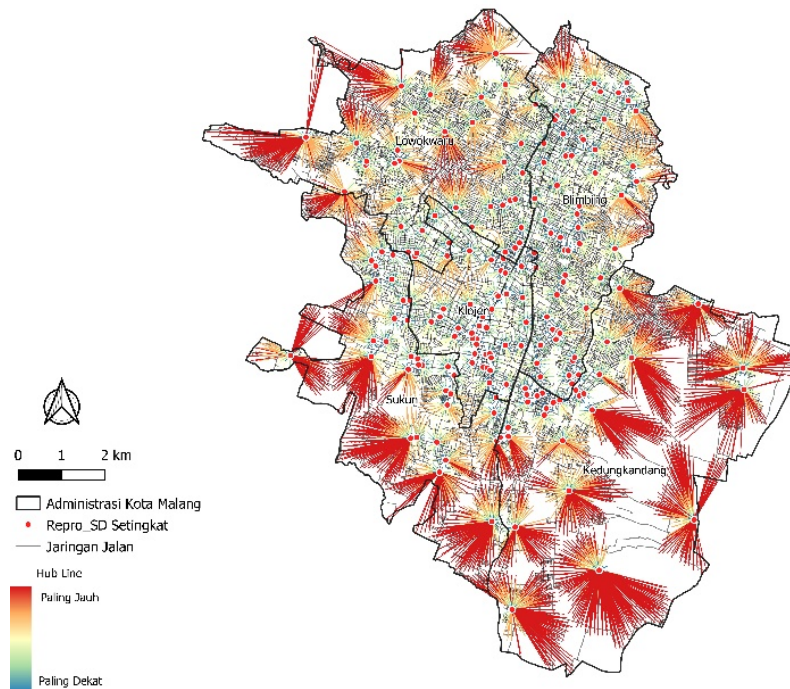 Lowokwaru
Blimbing
Klojen
Sukun
Kedungkandang
0 1 2 km
Administrasi Kota Malang
Repro_SD Setingkat
Jaringan Jalan
Hub Line
Paling Jauh
Paling Dekat